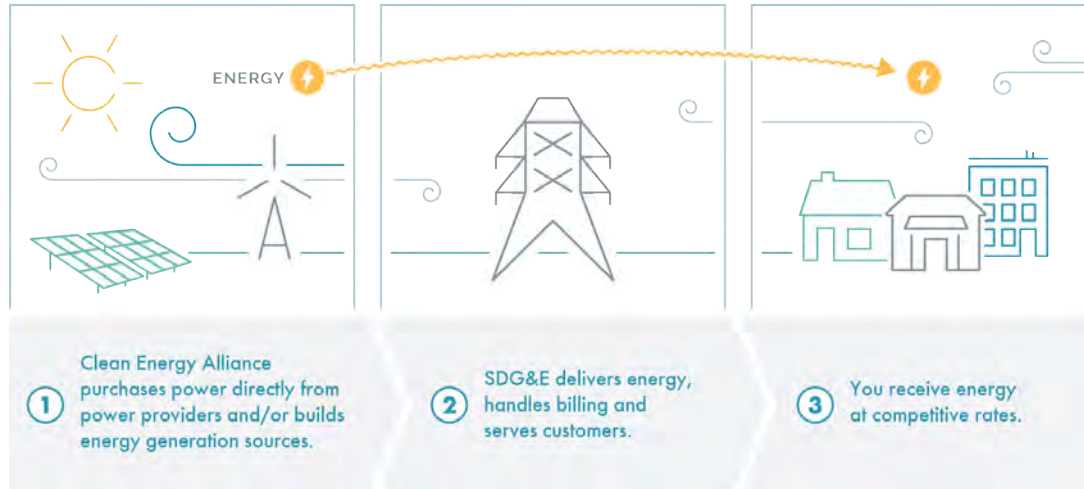 ENERGY
1
Clean Energy Alliance
purchases power directly from
power providers and/or builds
energy generation sources.
2
SDG&E delivers energy,
handles billing and
serves customers.
3
You receive energy
at competitive rates.